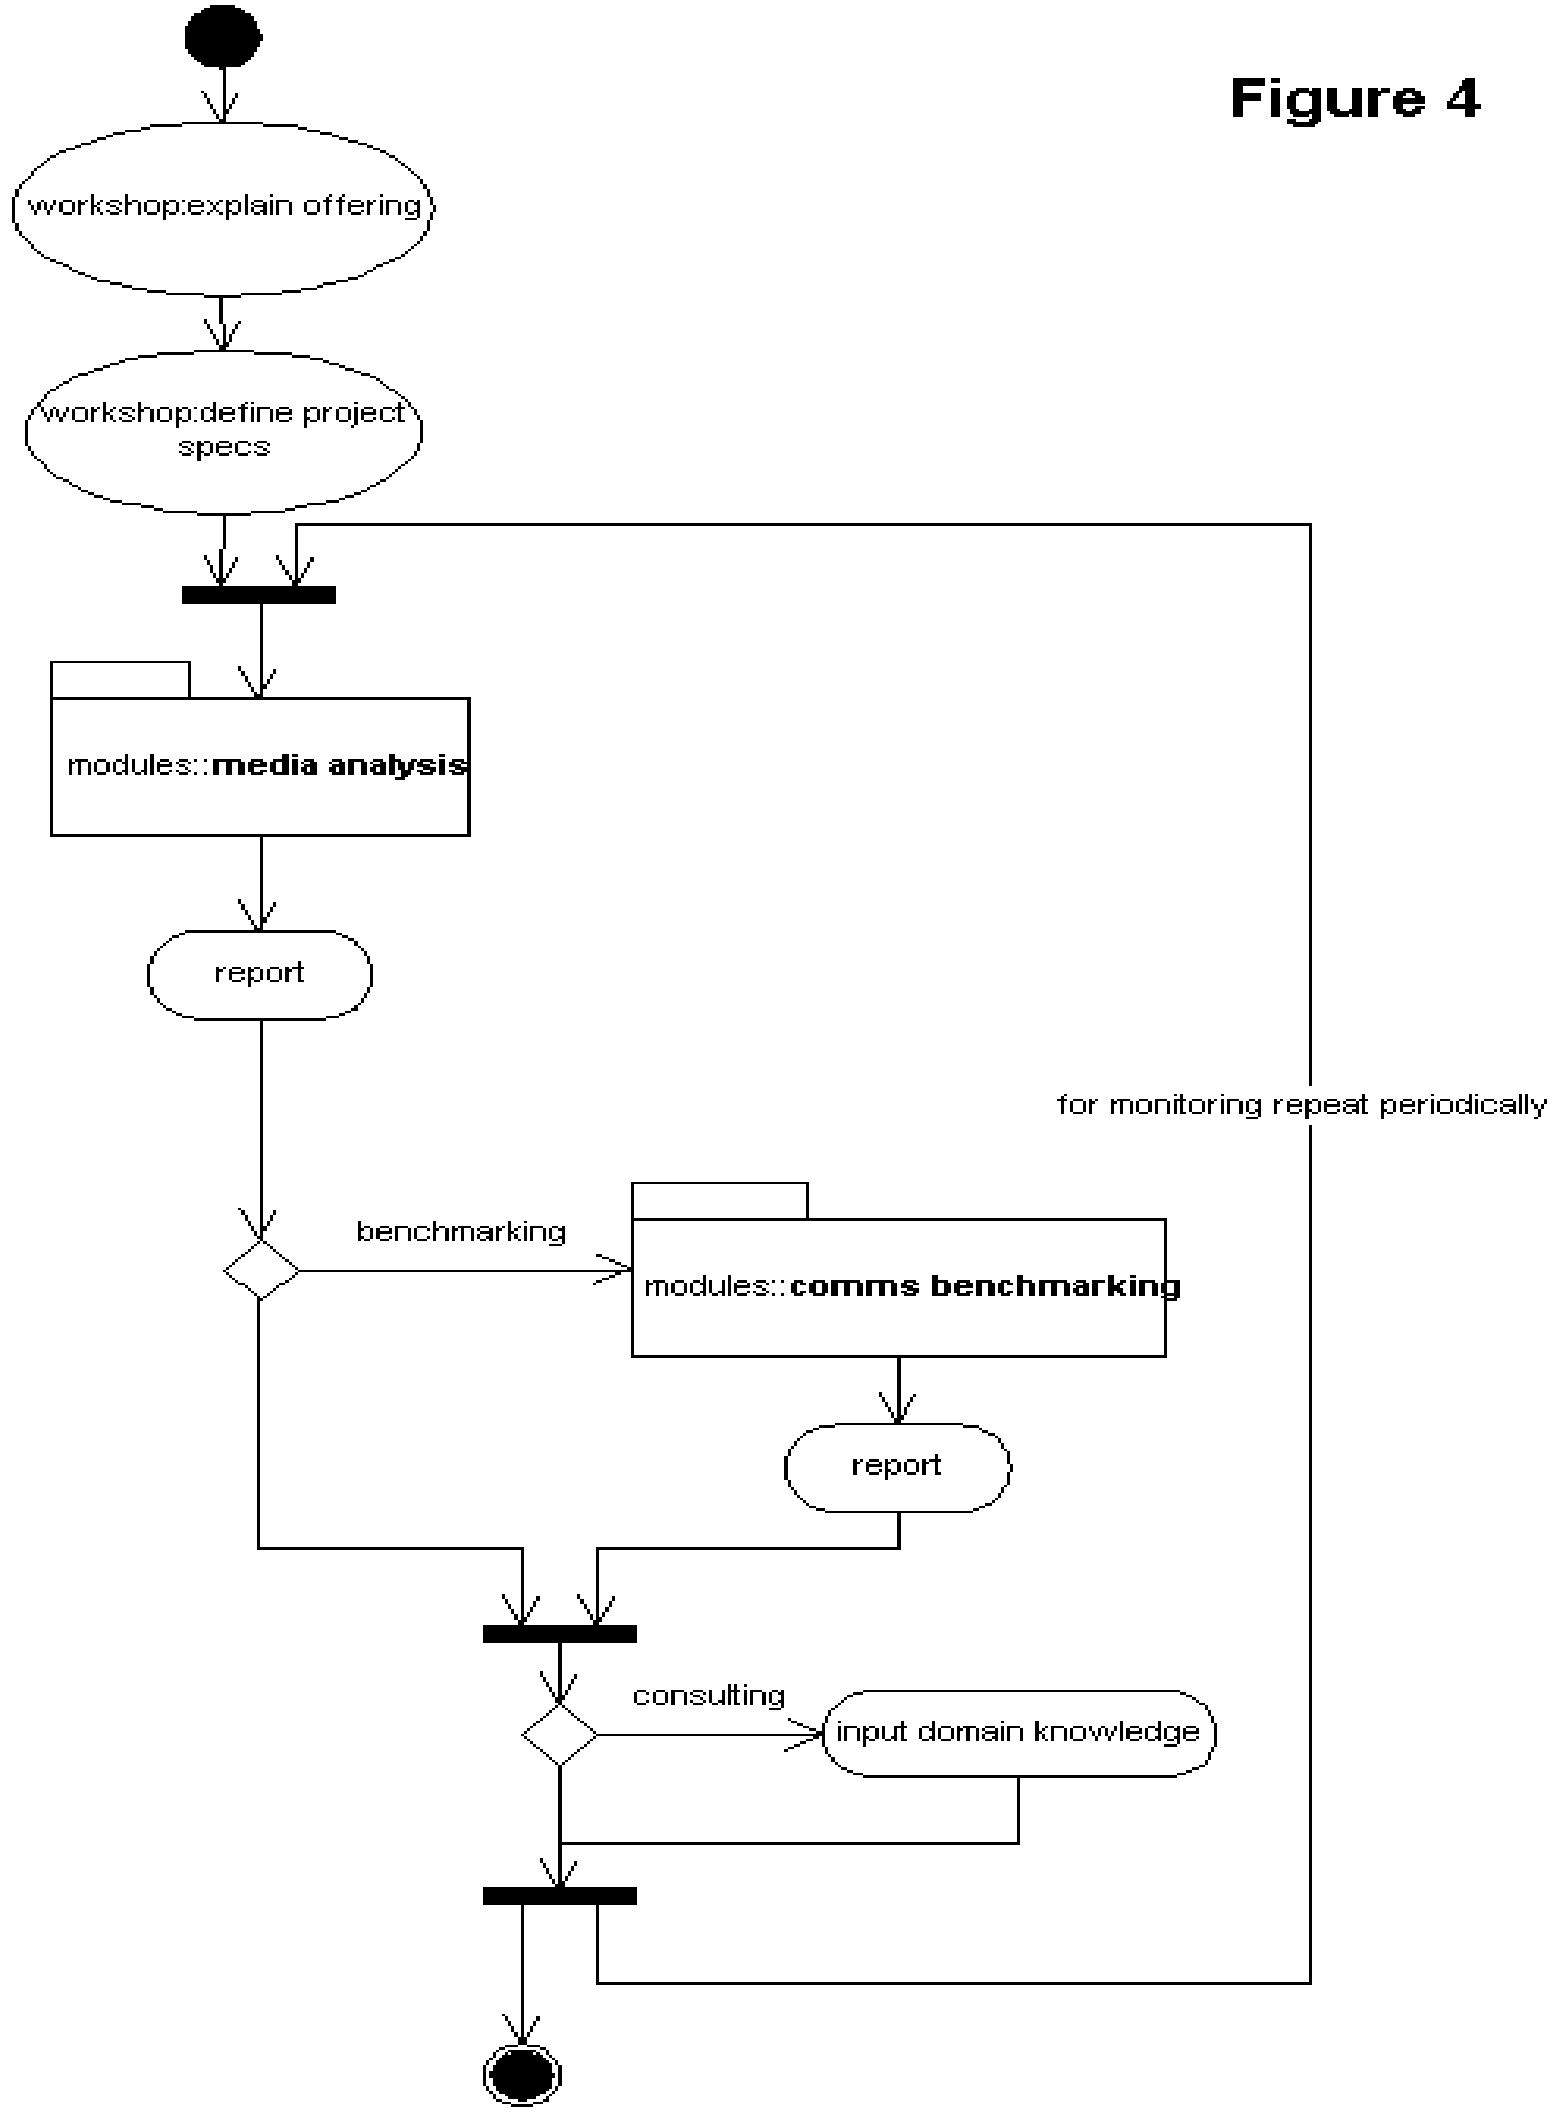 Figure 4
workshop:explain offering
workshop:define project
specs
modules::media analysis
report
for monitoring repeat periodically
benchmarking
modules::comms benchmarking
report
consulting
input domain knowledge